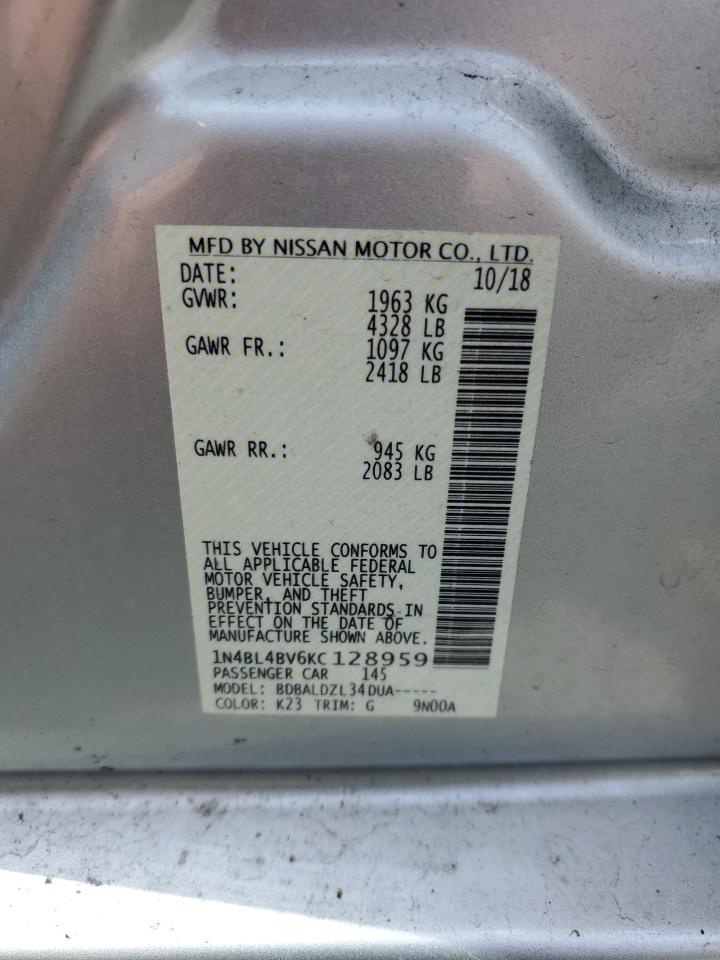 MFD BY NISSAN MOTOR CO., LTD.
DATE: 10/18
GVWR: 1963 KG
4328 LB
GAWR FR.: 1097 KG
2418 LB
GAWR RR.: 945 KG
2083 LB
THIS VEHICLE CONFORMS TO
ALL APPLICABLE FEDERAL
MOTOR VEHICLE SAFETY,
BUMPER, AND THEFT
PREVENTION STANDARDS IN
EFFECT ON THE DATE OF
MANUFACTURE SHOWN ABOVE.
1N4BL4BV6KC128959
PASSENGER CAR 145
MODEL: BDBALDZL34DUA-----
COLOR: K23 TRIM: G 9N00A